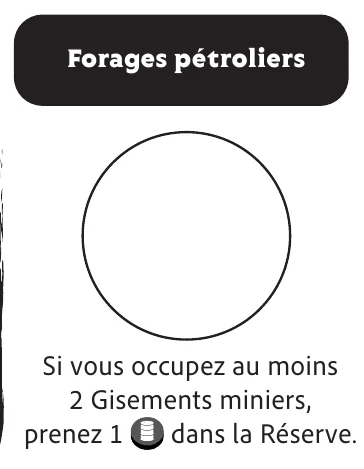 Forages pétroliers
Si vous occupez au moins
2 Gisements miniers,
prenez 1 dans la Réserve.